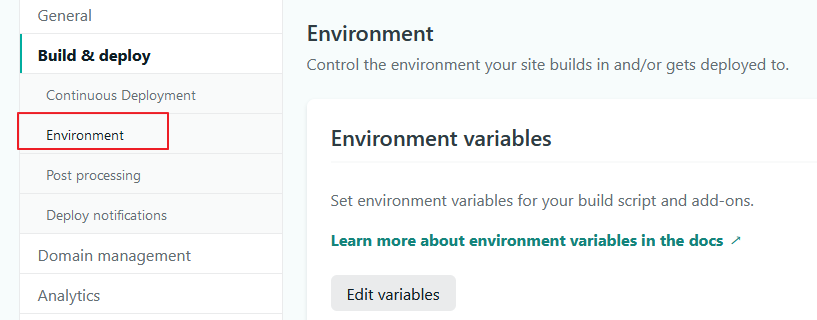 General
Build & deploy
Continuous Deployment
Environment
Post processing
Deploy notifications
Domain management
Analytics
Environment
Control the environment your site builds in and/or gets deployed to.
Environment variables
Set environment variables for your build script and add-ons.
Learn more about environment variables in the docs ↗
Edit variables